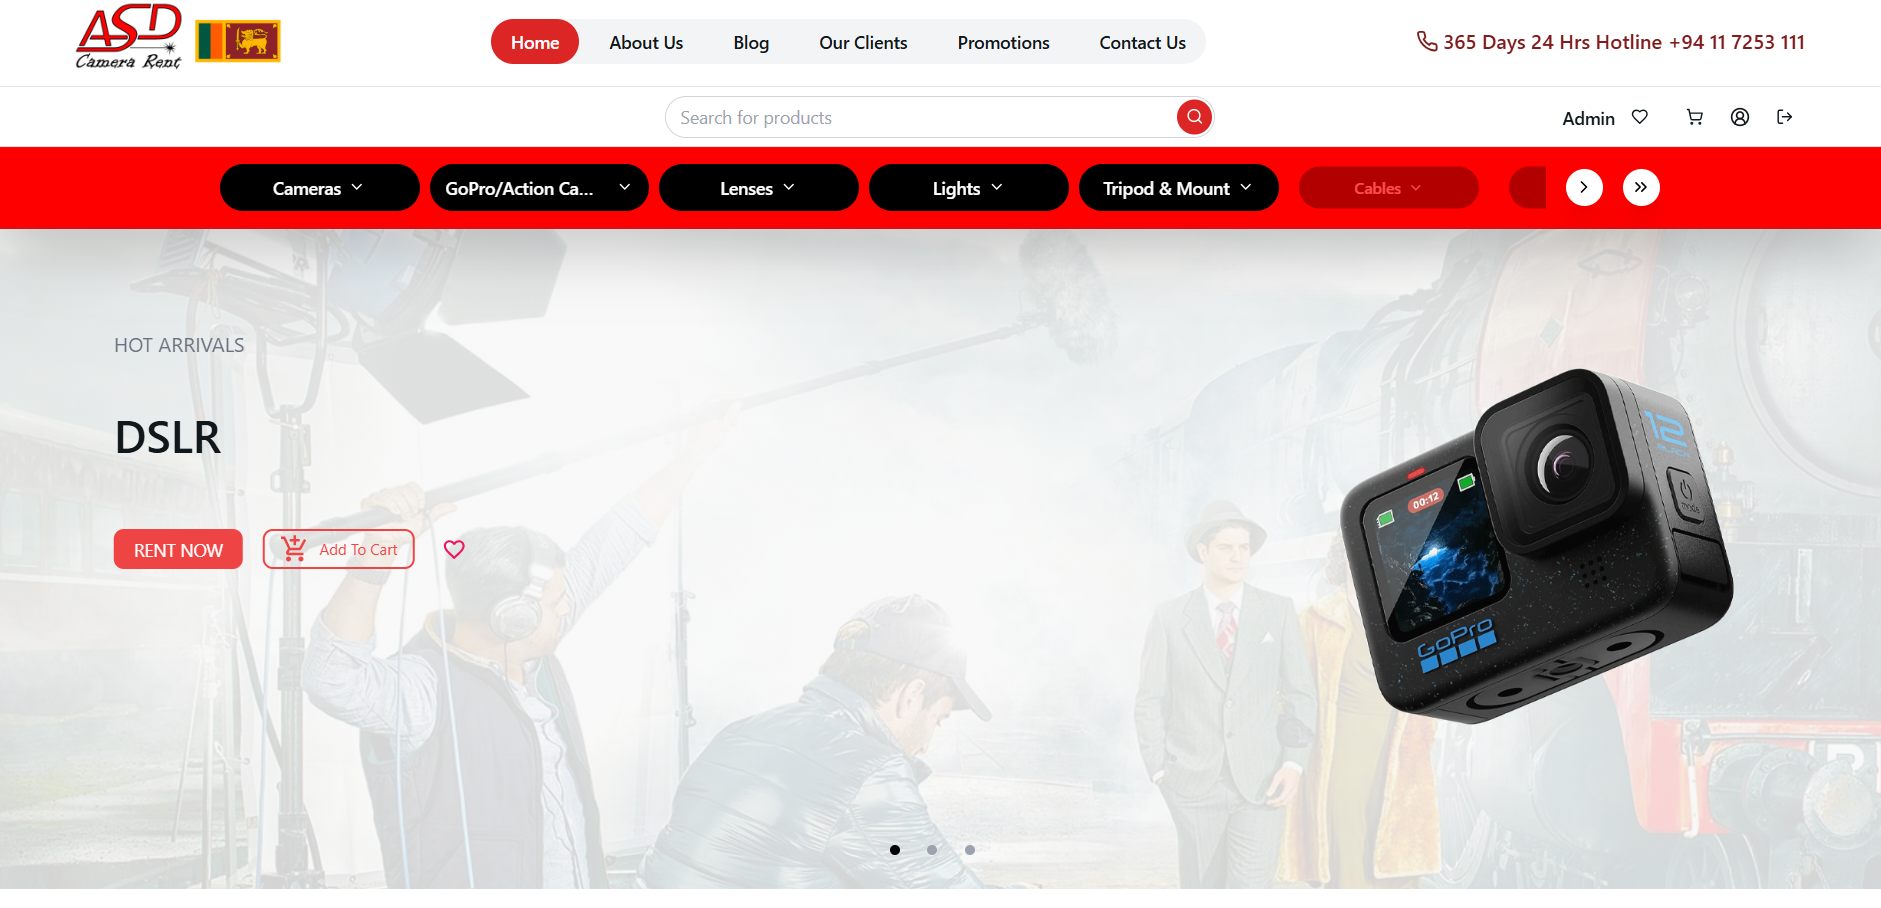 ASD
Camera Rent
Home
About Us
Blog
Our Clients
Promotions
Contact Us
365 Days 24 Hrs Hotline +94 11 7253 111
Search for products
Admin
Cameras
GoPro/Action Ca...
Lenses
Lights
Tripod & Mount
Cables
HOT ARRIVALS
DSLR
RENT NOW
Add To Cart
12
BLACK
00:12
mode
GoPro